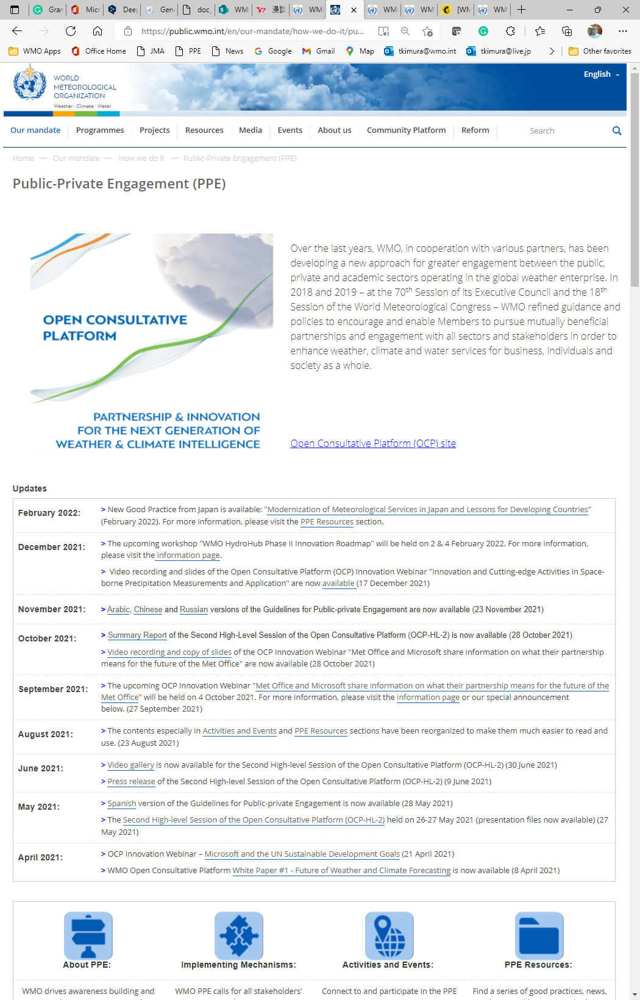 Gran
Micr
Deep
Gene
doc_
WM
浸談
WM
WM
WM
[WM
WM
https://public.wmo.int/en/our-mandate/how-we-do-it/pu...
WMO Apps
Office Home
JMA
PPE
News
Google
Gmail
Map
tkimura@wmo.int
tkimura@live.jp
Other favorites
WORLD
METEOROLOGICAL
ORGANIZATION
Weather · Climate · Water
English
Our mandate
Programmes
Projects
Resources
Media
Events
About us
Community Platform
Reform
Search
Home — Our mandate — How we do it — Public-Private Engagement (PPE)
Public-Private Engagement (PPE)
OPEN CONSULTATIVE
PLATFORM
PARTNERSHIP & INNOVATION
FOR THE NEXT GENERATION OF
WEATHER & CLIMATE INTELLIGENCE
Over the last years, WMO, in cooperation with various partners, has been
developing a new approach for greater engagement between the public,
private and academic sectors operating in the global weather enterprise. In
2018 and 2019 – at the 70th Session of its Executive Council and the 18th
Session of the World Meteorological Congress – WMO refined guidance and
policies to encourage and enable Members to pursue mutually beneficial
partnerships and engagement with all sectors and stakeholders in order to
enhance weather, climate and water services for business, individuals and
society as a whole.
Open Consultative Platform (OCP) site
Updates
February 2022:
> New Good Practice from Japan is available: "Modernization of Meteorological Services in Japan and Lessons for Developing Countries"
(February 2022). For more information, please visit the PPE Resources section.
December 2021:
> The upcoming workshop "WMO HydroHub Phase II Innovation Roadmap" will be held on 2 & 4 February 2022. For more information,
please visit the information page.
> Video recording and slides of the Open Consultative Platform (OCP) Innovation Webinar "Innovation and Cutting-edge Activities in Space-
borne Precipitation Measurements and Application" are now available (17 December 2021)
November 2021:
> Arabic, Chinese and Russian versions of the Guidelines for Public-private Engagement are now available (23 November 2021)
October 2021:
> Summary Report of the Second High-Level Session of the Open Consultative Platform (OCP-HL-2) is now available (28 October 2021)
> Video recording and copy of slides of the OCP Innovation Webinar "Met Office and Microsoft share information on what their partnership
means for the future of the Met Office" are now available (28 October 2021)
September 2021:
> The upcoming OCP Innovation Webinar "Met Office and Microsoft share information on what their partnership means for the future of the
Met Office" will be held on 4 October 2021. For more information, please visit the information page or our special announcement
below. (27 September 2021)
August 2021:
> The contents especially in Activities and Events and PPE Resources sections have been reorganized to make them much easier to read and
use. (23 August 2021)
June 2021:
> Video gallery is now available for the Second High-level Session of the Open Consultative Platform (OCP-HL-2) (30 June 2021)
> Press release of the Second High-level Session of the Open Consultative Platform (OCP-HL-2) (9 June 2021)
May 2021:
> Spanish version of the Guidelines for Public-private Engagement is now available (28 May 2021)
> The Second High-level Session of the Open Consultative Platform (OCP-HL-2) held on 26-27 May 2021 (presentation files now available) (27
May 2021)
April 2021:
> OCP Innovation Webinar – Microsoft and the UN Sustainable Development Goals (21 April 2021)
> WMO Open Consultative Platform White Paper #1 - Future of Weather and Climate Forecasting is now available (8 April 2021)
About PPE:
Implementing Mechanisms:
Activities and Events:
PPE Resources:
WMO drives awareness building and
WMO PPE calls for all stakeholders'
Connect to and participate in the PPE
Find a series of good practices, news,